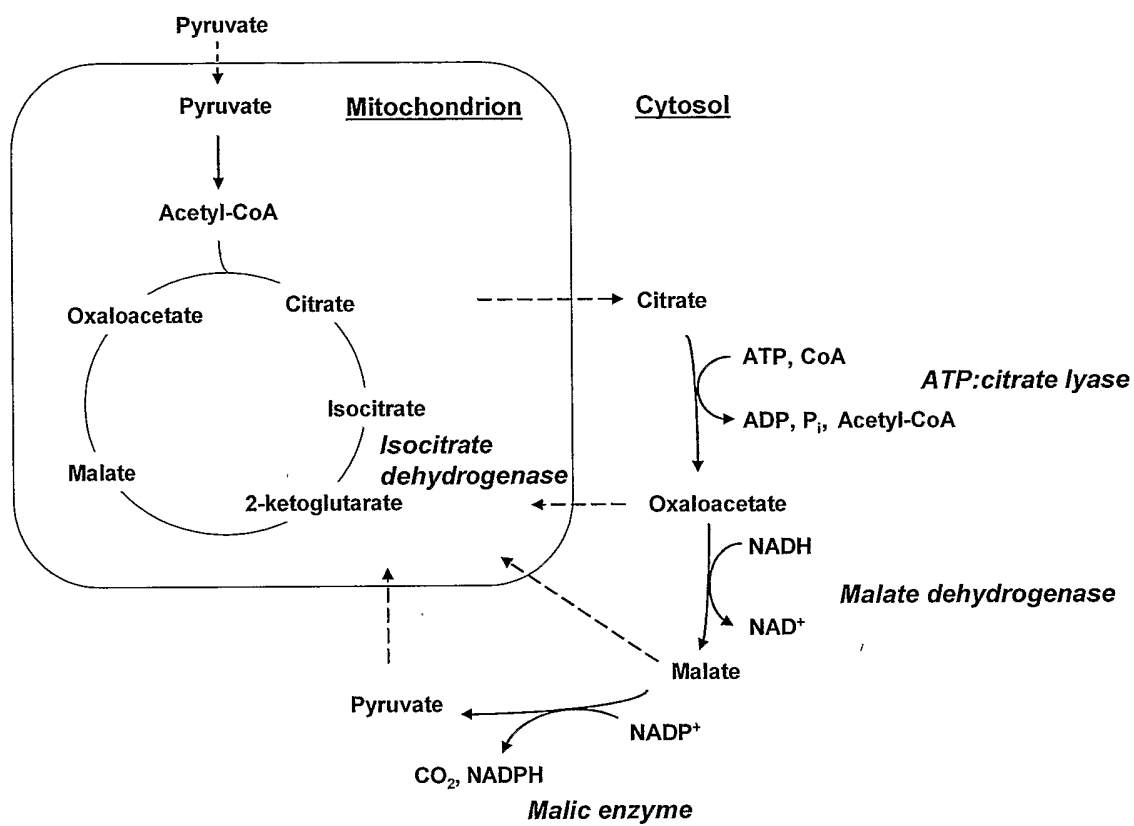 Pyruvate
Pyruvate
Mitochondrion
Cytosol
Acetyl-CoA
Oxaloacetate
Citrate
Citrate
ATP, CoA
ATP:citrate lyase
ADP, Pi, Acetyl-CoA
Isocitrate
Isocitrate
dehydrogenase
Malate
2-ketoglutarate
Oxaloacetate
NADH
Malate dehydrogenase
NAD+
Malate
Pyruvate
NADP+
CO2, NADPH
Malic enzyme